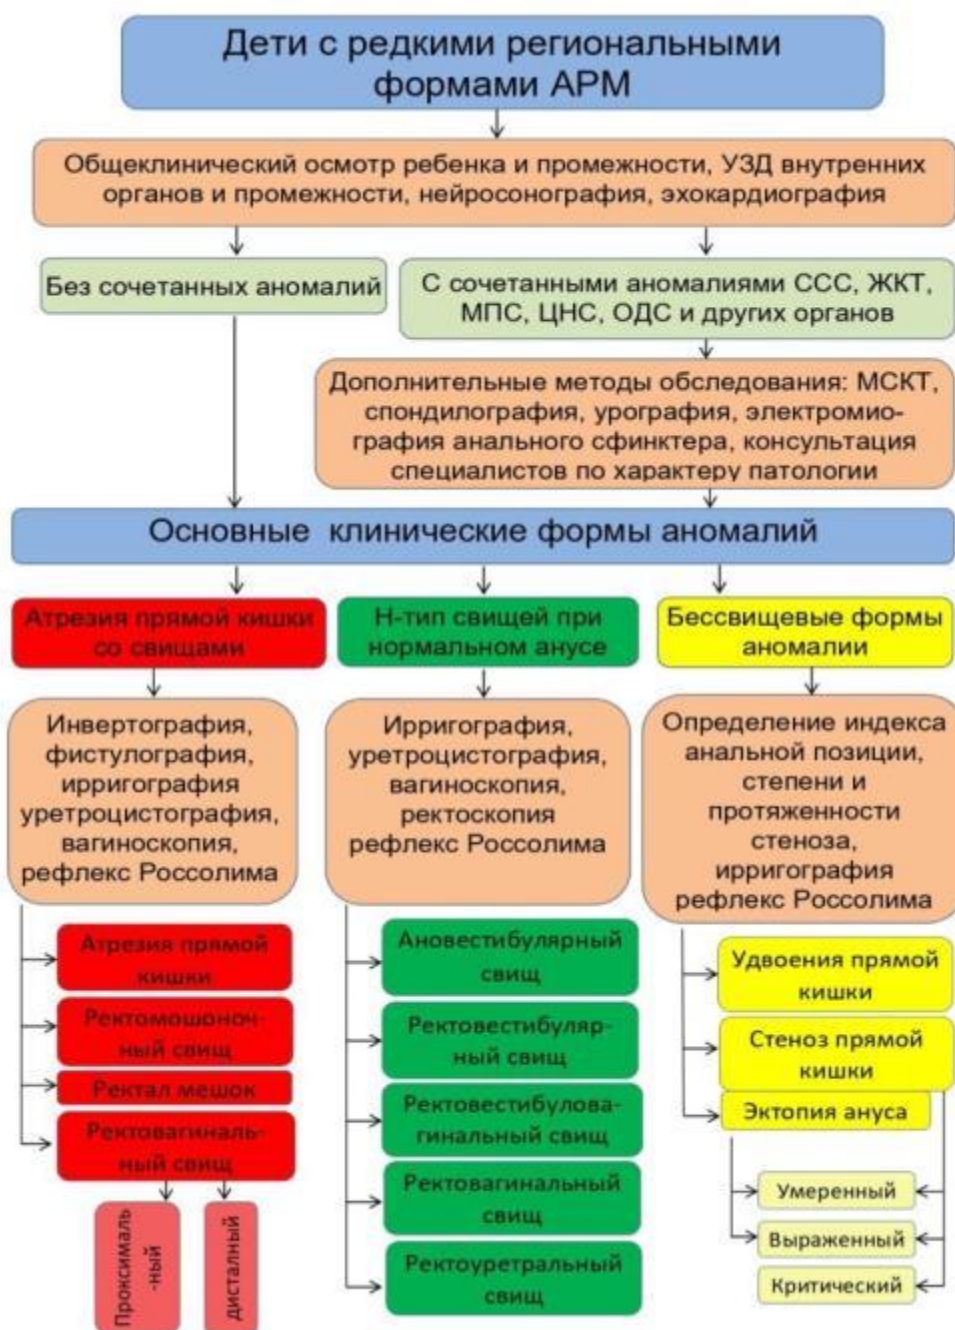 Дети с редкими региональными
формами АРМ
Общеклинический осмотр ребенка и промежности, УЗД внутренних
органов и промежности, нейросонография, эхокардиография
Без сочетанных аномалий
С сочетанными аномалиями ССС, ЖКТ,
МПС, ЦНС, ОДС и других органов
Дополнительные методы обследования: МСКТ,
спондилография, урография, электромио-
графия анального сфинктера, консультация
специалистов по характеру патологии
Основные клинические формы аномалий
Атрезия прямой кишки
со свищами
Н-тип свищей при
нормальном анусе
Бессвищевые формы
аномалии
Инвертография,
фистулография,
ирригография
уретроцистография,
вагиноскопия,
рефлекс Россолима
Ирригография,
уретроцистография,
вагиноскопия,
ректоскопия
рефлекс Россолима
Определение индекса
анальной позиции,
степени и
протяженности
стеноза,
ирригография
рефлекс Россолима
Атрезия прямой
кишки
Ректомошоноч-
ный свищ
Ректал мешок
Ректовагиналь-
ный свищ
Проксималь
-ный
дисталный
Ановестибулярный
свищ
Ректовестибуляр-
ный свищ
Ректовестибулова-
гинальный свищ
Ректовагинальный
свищ
Ректоуретральный
свищ
Удвоения прямой
кишки
Стеноз прямой
кишки
Эктопия ануса
Умеренный
Выраженный
Критический